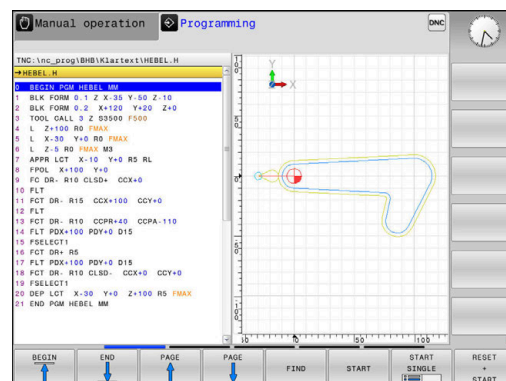 Manual operation
Programming
DNC
TNC:\nc_prog\BHB\Klartext\HEBEL.H
→HEBEL.H
0 BEGIN PGM HEBEL MM
1 BLK FORM 0.1 Z X-35 Y-50 Z-10
2 BLK FORM 0.2 X+120 Y+20 Z+0
3 TOOL CALL 3 Z S3500 F500
4 L Z+100 R0 FMAX
5 L X-30 Y+0 R0 FMAX
6 L Z-5 R0 FMAX M3
7 APPR LCT X-10 Y+0 R5 RL
8 FPOL X+100 Y+0
9 FC DR- R10 CLSD+ CCX+0
10 FLT
11 FCT DR- R15 CCX+100 CCY+0
12 FLT
13 FCT DR- R10 CCPR+40 CCPA-110
14 FLT PDX+100 PDY+0 D15
15 FSELECT1
16 FCT DR+ R5
17 FLT PDX+100 PDY+0 D15
18 FCT DR- R10 CLSD- CCX+0 CCY+0
19 FSELECT1
20 DEP LCT X-30 Y+0 Z+100 R5 FMAX
21 END PGM HEBEL MM
Y
X
50
0
50
0
50
100
BEGIN
END
PAGE
PAGE
FIND
START
START SINGLE
RESET + START